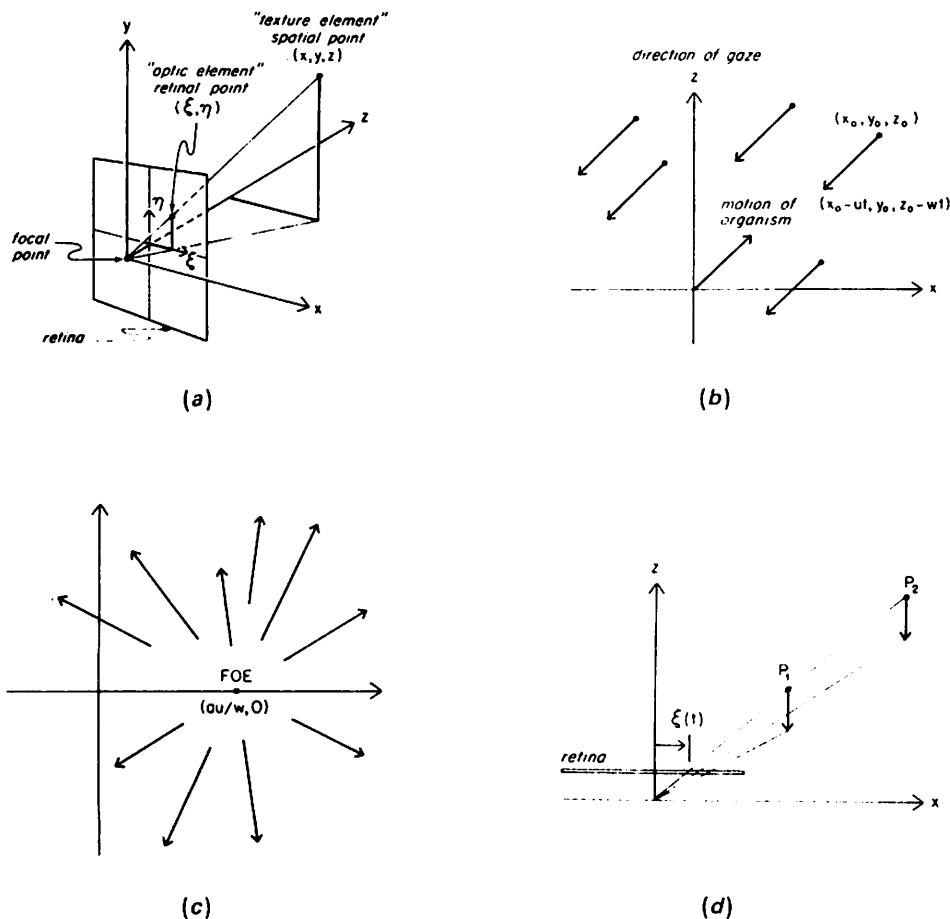 y
"texture element"
spatial point
(x,y,z)
"optic element"
retinal point
(ξ,η)
z
η
focal
point
ξ
x
retina
(a)
direction of gaze
z
(x₀,y₀,z₀)
motion of
organism
(x₀-ut,y₀,z₀-wt)
x
(b)
FOE
(au/w,0)
(c)
z
P₂
P₁
ξ(t)
retina
x
(d)